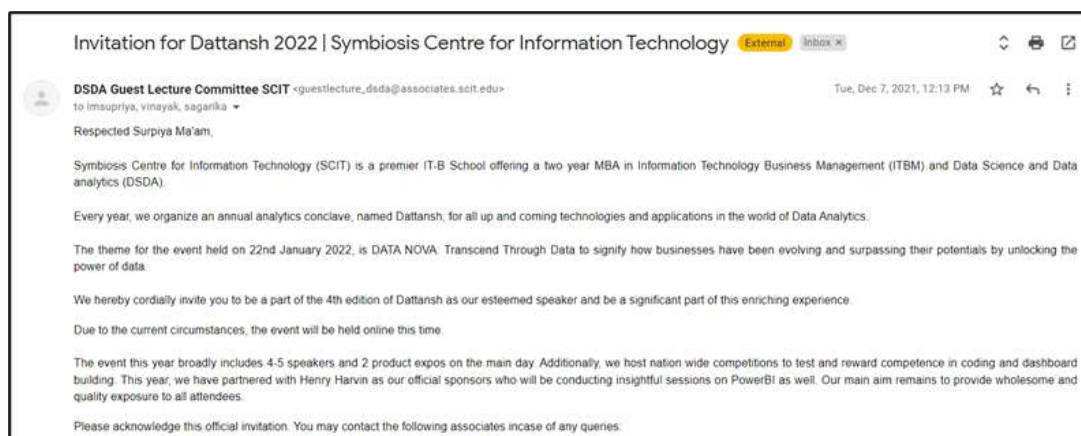 Invitation for Dattansh 2022 | Symbiosis Centre for Information Technology External Inbox ×
DSDA Guest Lecture Committee SCIT <guestlecture_dsda@associates.scit.edu> Tue, Dec 7, 2021, 12:13 PM
to imsupriya, vinayak, sagarika
Respected Surpiya Ma'am,
Symbiosis Centre for Information Technology (SCIT) is a premier IT-B School offering a two year MBA in Information Technology Business Management (ITBM) and Data Science and Data
analytics (DSDA).
Every year, we organize an annual analytics conclave, named Dattansh, for all up and coming technologies and applications in the world of Data Analytics.
The theme for the event held on 22nd January 2022, is DATA NOVA: Transcend Through Data to signify how businesses have been evolving and surpassing their potentials by unlocking the
power of data.
We hereby cordially invite you to be a part of the 4th edition of Dattansh as our esteemed speaker and be a significant part of this enriching experience.
Due to the current circumstances, the event will be held online this time.
The event this year broadly includes 4-5 speakers and 2 product expos on the main day. Additionally, we host nation wide competitions to test and reward competence in coding and dashboard
building. This year, we have partnered with Henry Harvin as our official sponsors who will be conducting insightful sessions on PowerBI as well. Our main aim remains to provide wholesome and
quality exposure to all attendees.
Please acknowledge this official invitation. You may contact the following associates incase of any queries: